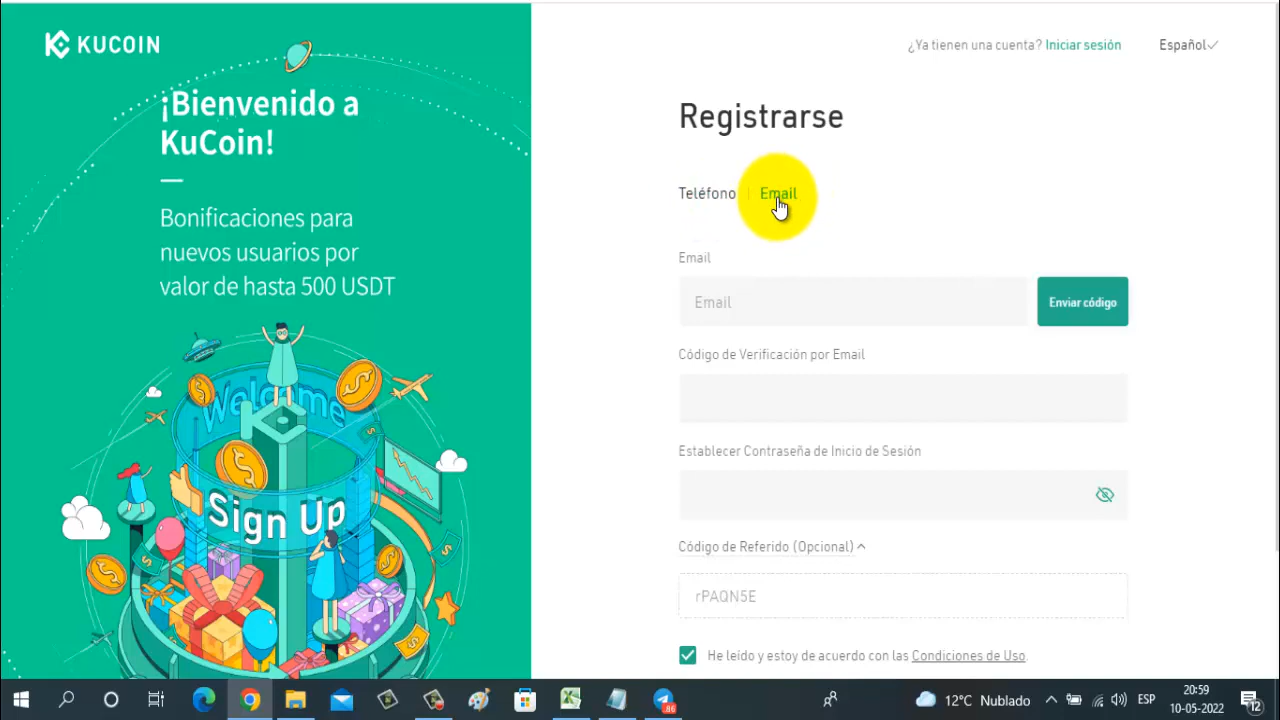 KUCOIN
¿Ya tienen una cuenta? Iniciar sesión
Español
¡Bienvenido a
KuCoin!
Bonificaciones para
nuevos usuarios por
valor de hasta 500 USDT
Welcome
Sign Up
Registrarse
Teléfono | Email
Email
Email
Enviar código
Código de Verificación por Email
Establecer Contraseña de Inicio de Sesión
Código de Referido (Opcional)
rPAQN5E
He leído y estoy de acuerdo con las Condiciones de Uso.
86
12°C Nublado
ESP
20:59
10-05-2022
12